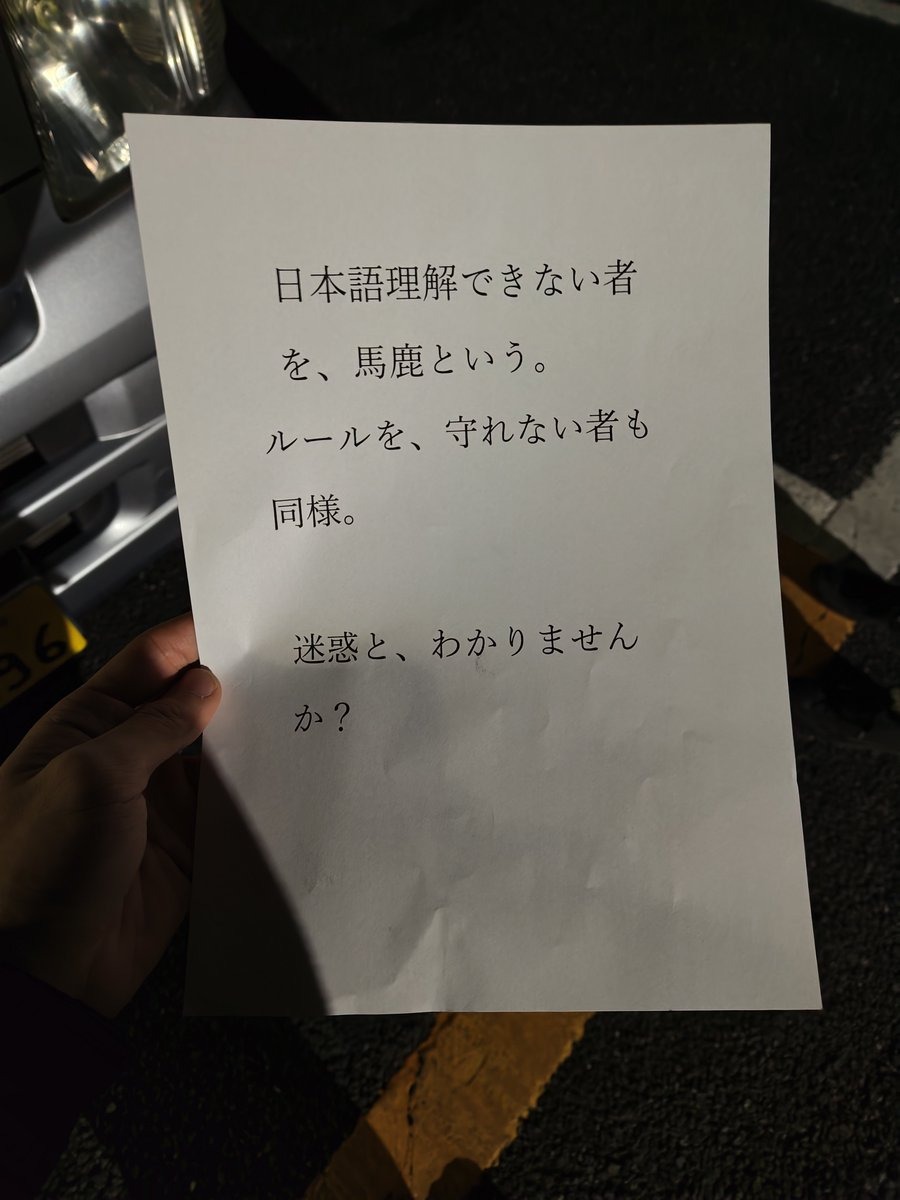 日本語理解できない者
を、馬鹿という。
ルールを、守れない者も
同様。
迷惑と、わかりません
か？
96